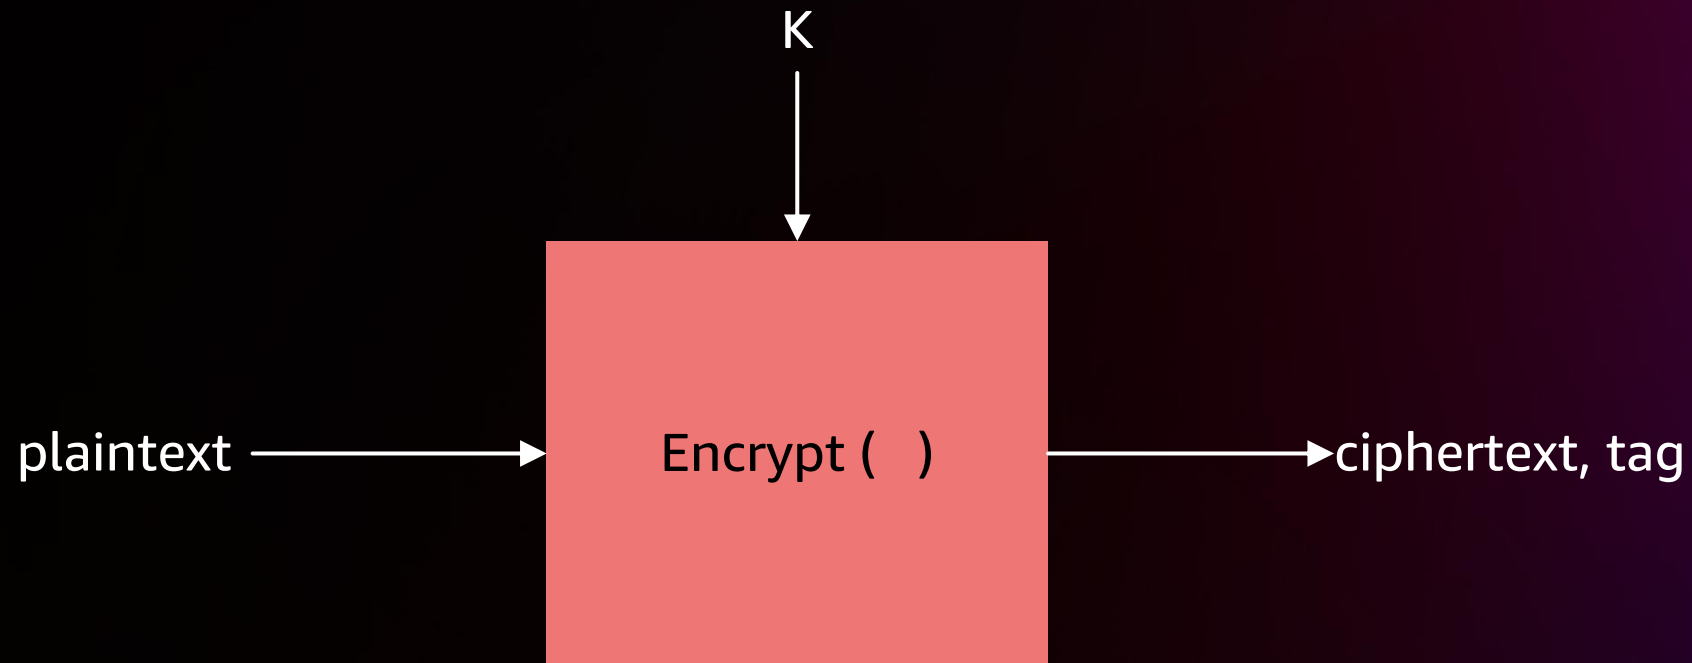 K
plaintext
Encrypt ( )
ciphertext, tag